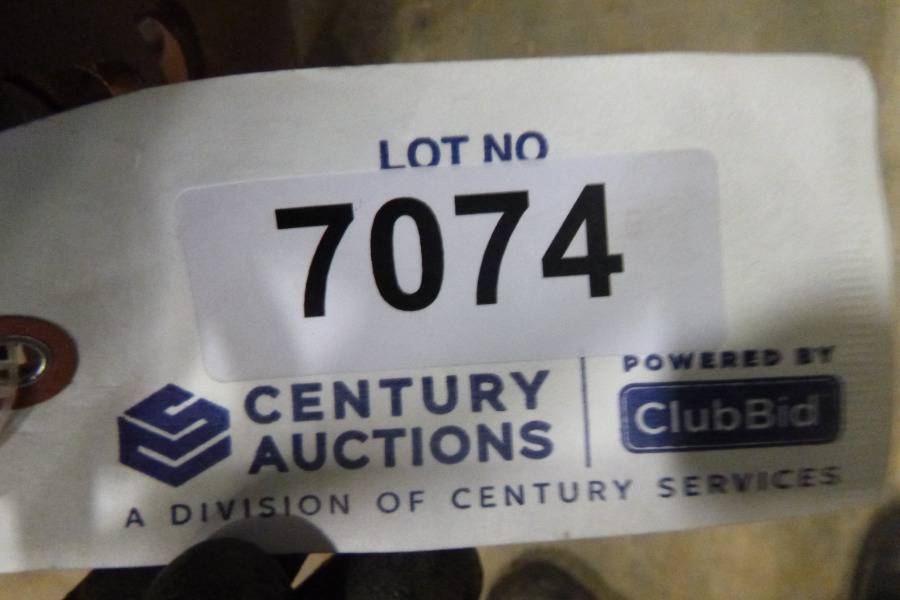 LOT NO
7074
CENTURY
AUCTIONS
POWERED BY
ClubBid
A DIVISION OF CENTURY SERVICES